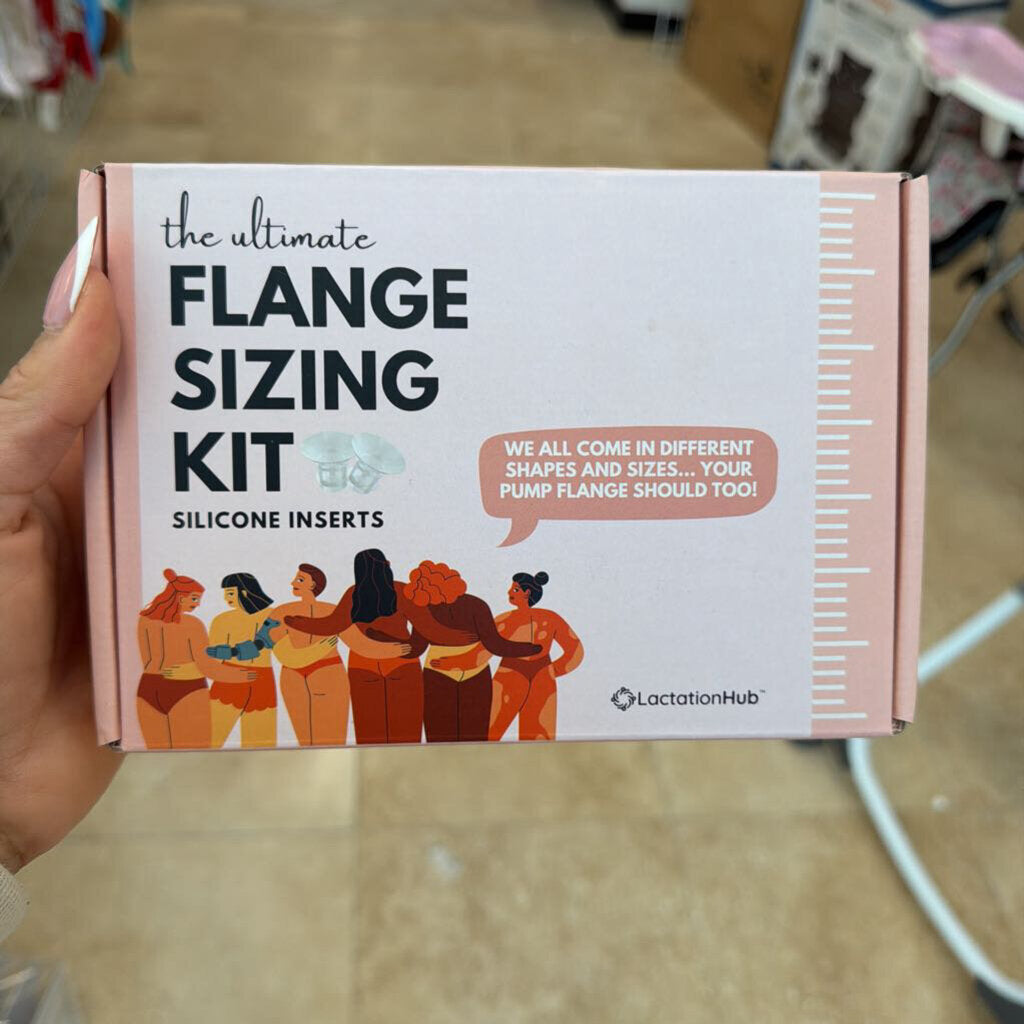 the ultimate
FLANGE
SIZING
KIT
SILICONE INSERTS
WE ALL COME IN DIFFERENT
SHAPES AND SIZES... YOUR
PUMP FLANGE SHOULD TOO!
LactationHub™